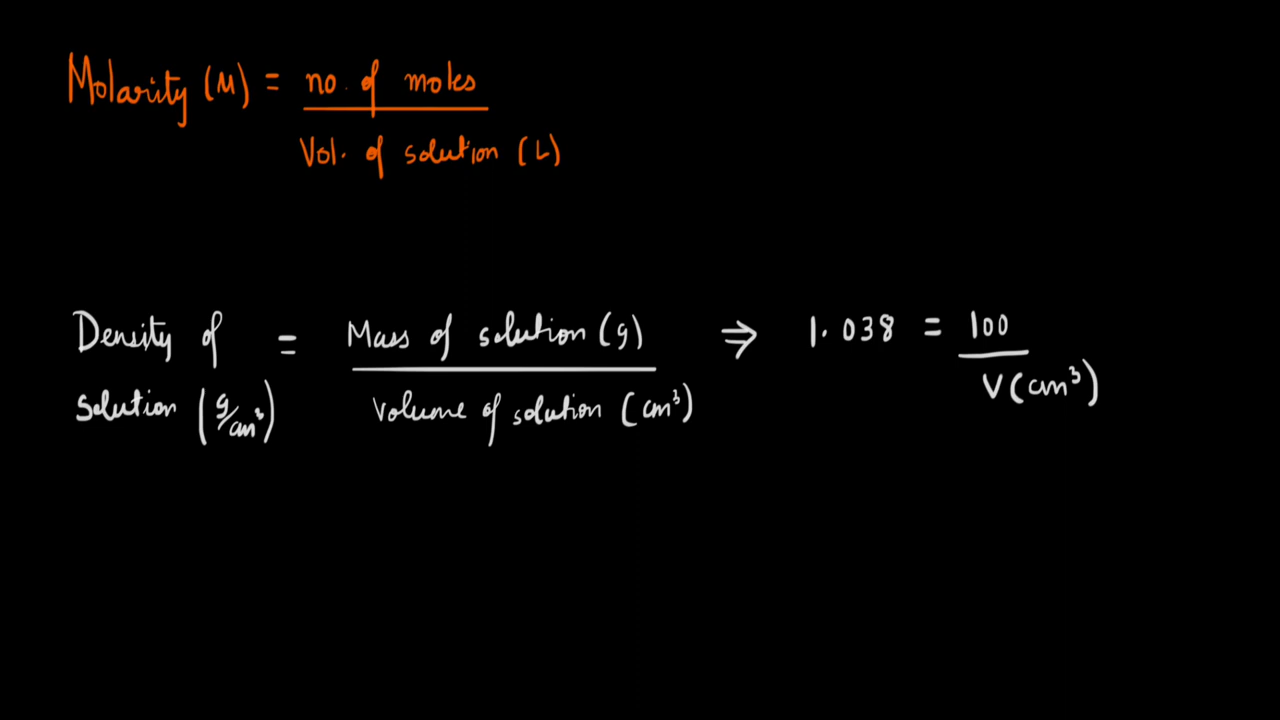 Molarity (M) = no. of moles
Vol. of solution (L)
Density of = Mass of solution (g) ⇒ 1.038 = 100
solution (g/cm³) Volume of solution (cm³) V (cm³)